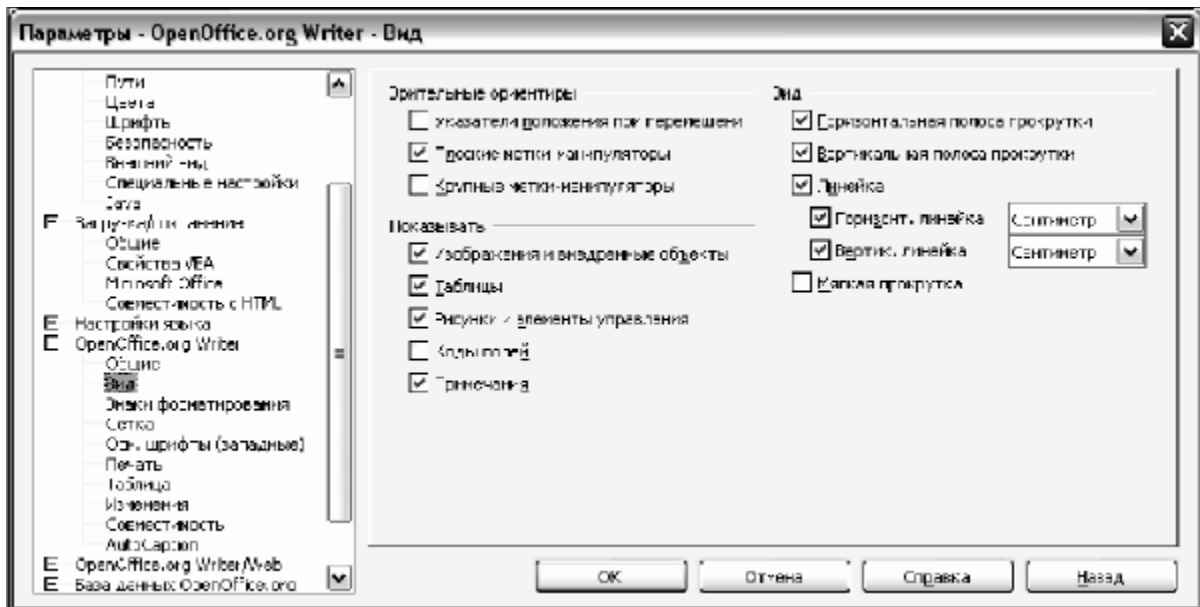 Параметры - OpenOffice.org Writer - Вид
Пути
Цвета
Шрифты
Безопасность
Внешний вид
Специальные настройки
Java
Загрузка/сохранение
Общие
Свойства VBA
Microsoft Office
Совместимость с HTML
Настройки языка
OpenOffice.org Writer
Общие
Вид
Знаки форматирования
Сетка
Осн. шрифты (западные)
Печать
Таблица
Изменения
Совместимость
AutoCaption
OpenOffice.org Writer/Web
База данных OpenOffice.org
Зрительные ориентиры
Указатели положения при перемещени
Плоские метки-манипуляторы
Крупные метки-манипуляторы
Показывать
Изображения и внедренные объекты
Таблицы
Рисунки и элементы управления
Коды полей
Примечания
Вид
Горизонтальная полоса прокрутки
Вертикальная полоса прокрутки
Линейка
Горизонт. линейка Сантиметр
Вертик. линейка Сантиметр
Мягкая прокрутка
OK Отмена Справка Назад